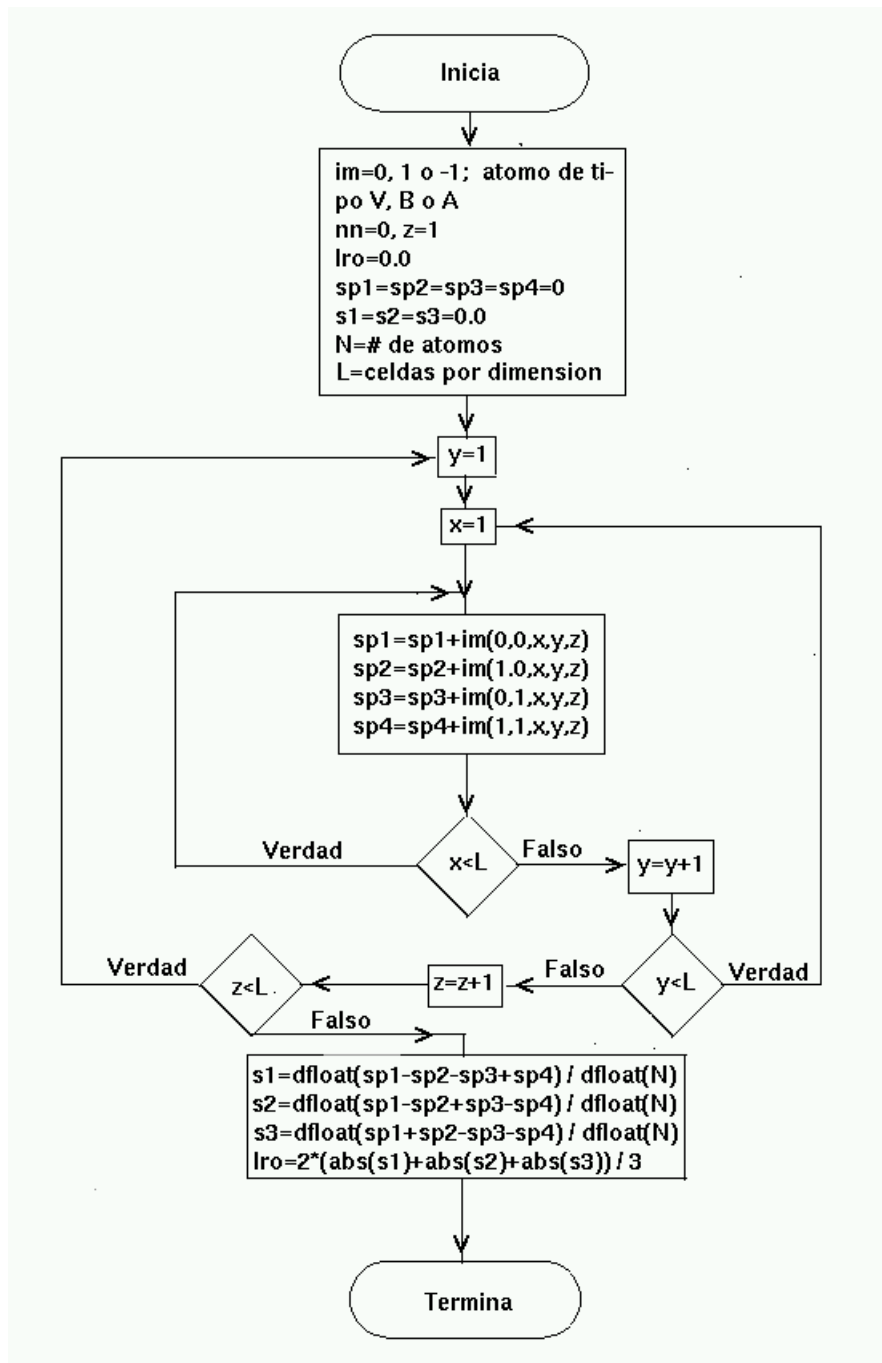 Inicia
im=0, 1 o -1; atomo de ti-
po V, B o A
nn=0, z=1
lro=0.0
sp1=sp2=sp3=sp4=0
s1=s2=s3=0.0
N=# de atomos
L=celdas por dimension
y=1
x=1
sp1=sp1+im(0,0,x,y,z)
sp2=sp2+im(1.0,x,y,z)
sp3=sp3+im(0,1,x,y,z)
sp4=sp4+im(1,1,x,y,z)
Verdad
x<L
Falso
y=y+1
Verdad
z<L
z=z+1
Falso
y<L
Verdad
Falso
s1=dfloat(sp1-sp2-sp3+sp4) / dfloat(N)
s2=dfloat(sp1-sp2+sp3-sp4) / dfloat(N)
s3=dfloat(sp1+sp2-sp3-sp4) / dfloat(N)
lro=2*(abs(s1)+abs(s2)+abs(s3)) / 3
Termina